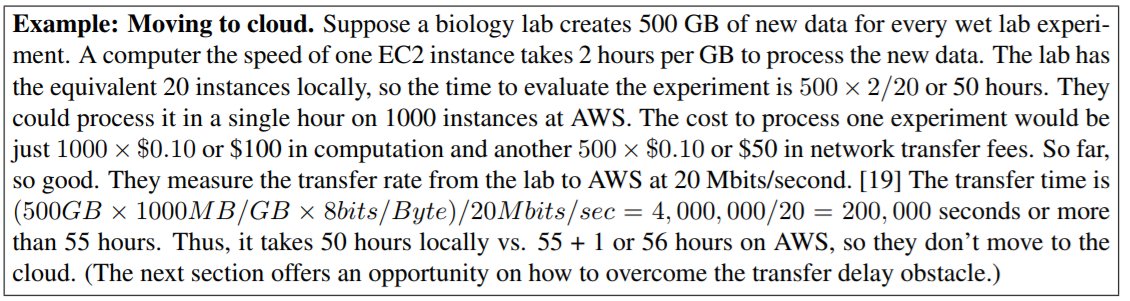 Example: Moving to cloud. Suppose a biology lab creates 500 GB of new data for every wet lab experi-
ment. A computer the speed of one EC2 instance takes 2 hours per GB to process the new data. The lab has
the equivalent 20 instances locally, so the time to evaluate the experiment is 500 × 2/20 or 50 hours. They
could process it in a single hour on 1000 instances at AWS. The cost to process one experiment would be
just 1000 × $0.10 or $100 in computation and another 500 × $0.10 or $50 in network transfer fees. So far,
so good. They measure the transfer rate from the lab to AWS at 20 Mbits/second. [19] The transfer time is
(500GB × 1000MB/GB × 8bits/Byte)/20Mbits/sec = 4, 000, 000/20 = 200, 000 seconds or more
than 55 hours. Thus, it takes 50 hours locally vs. 55 + 1 or 56 hours on AWS, so they don’t move to the
cloud. (The next section offers an opportunity on how to overcome the transfer delay obstacle.)